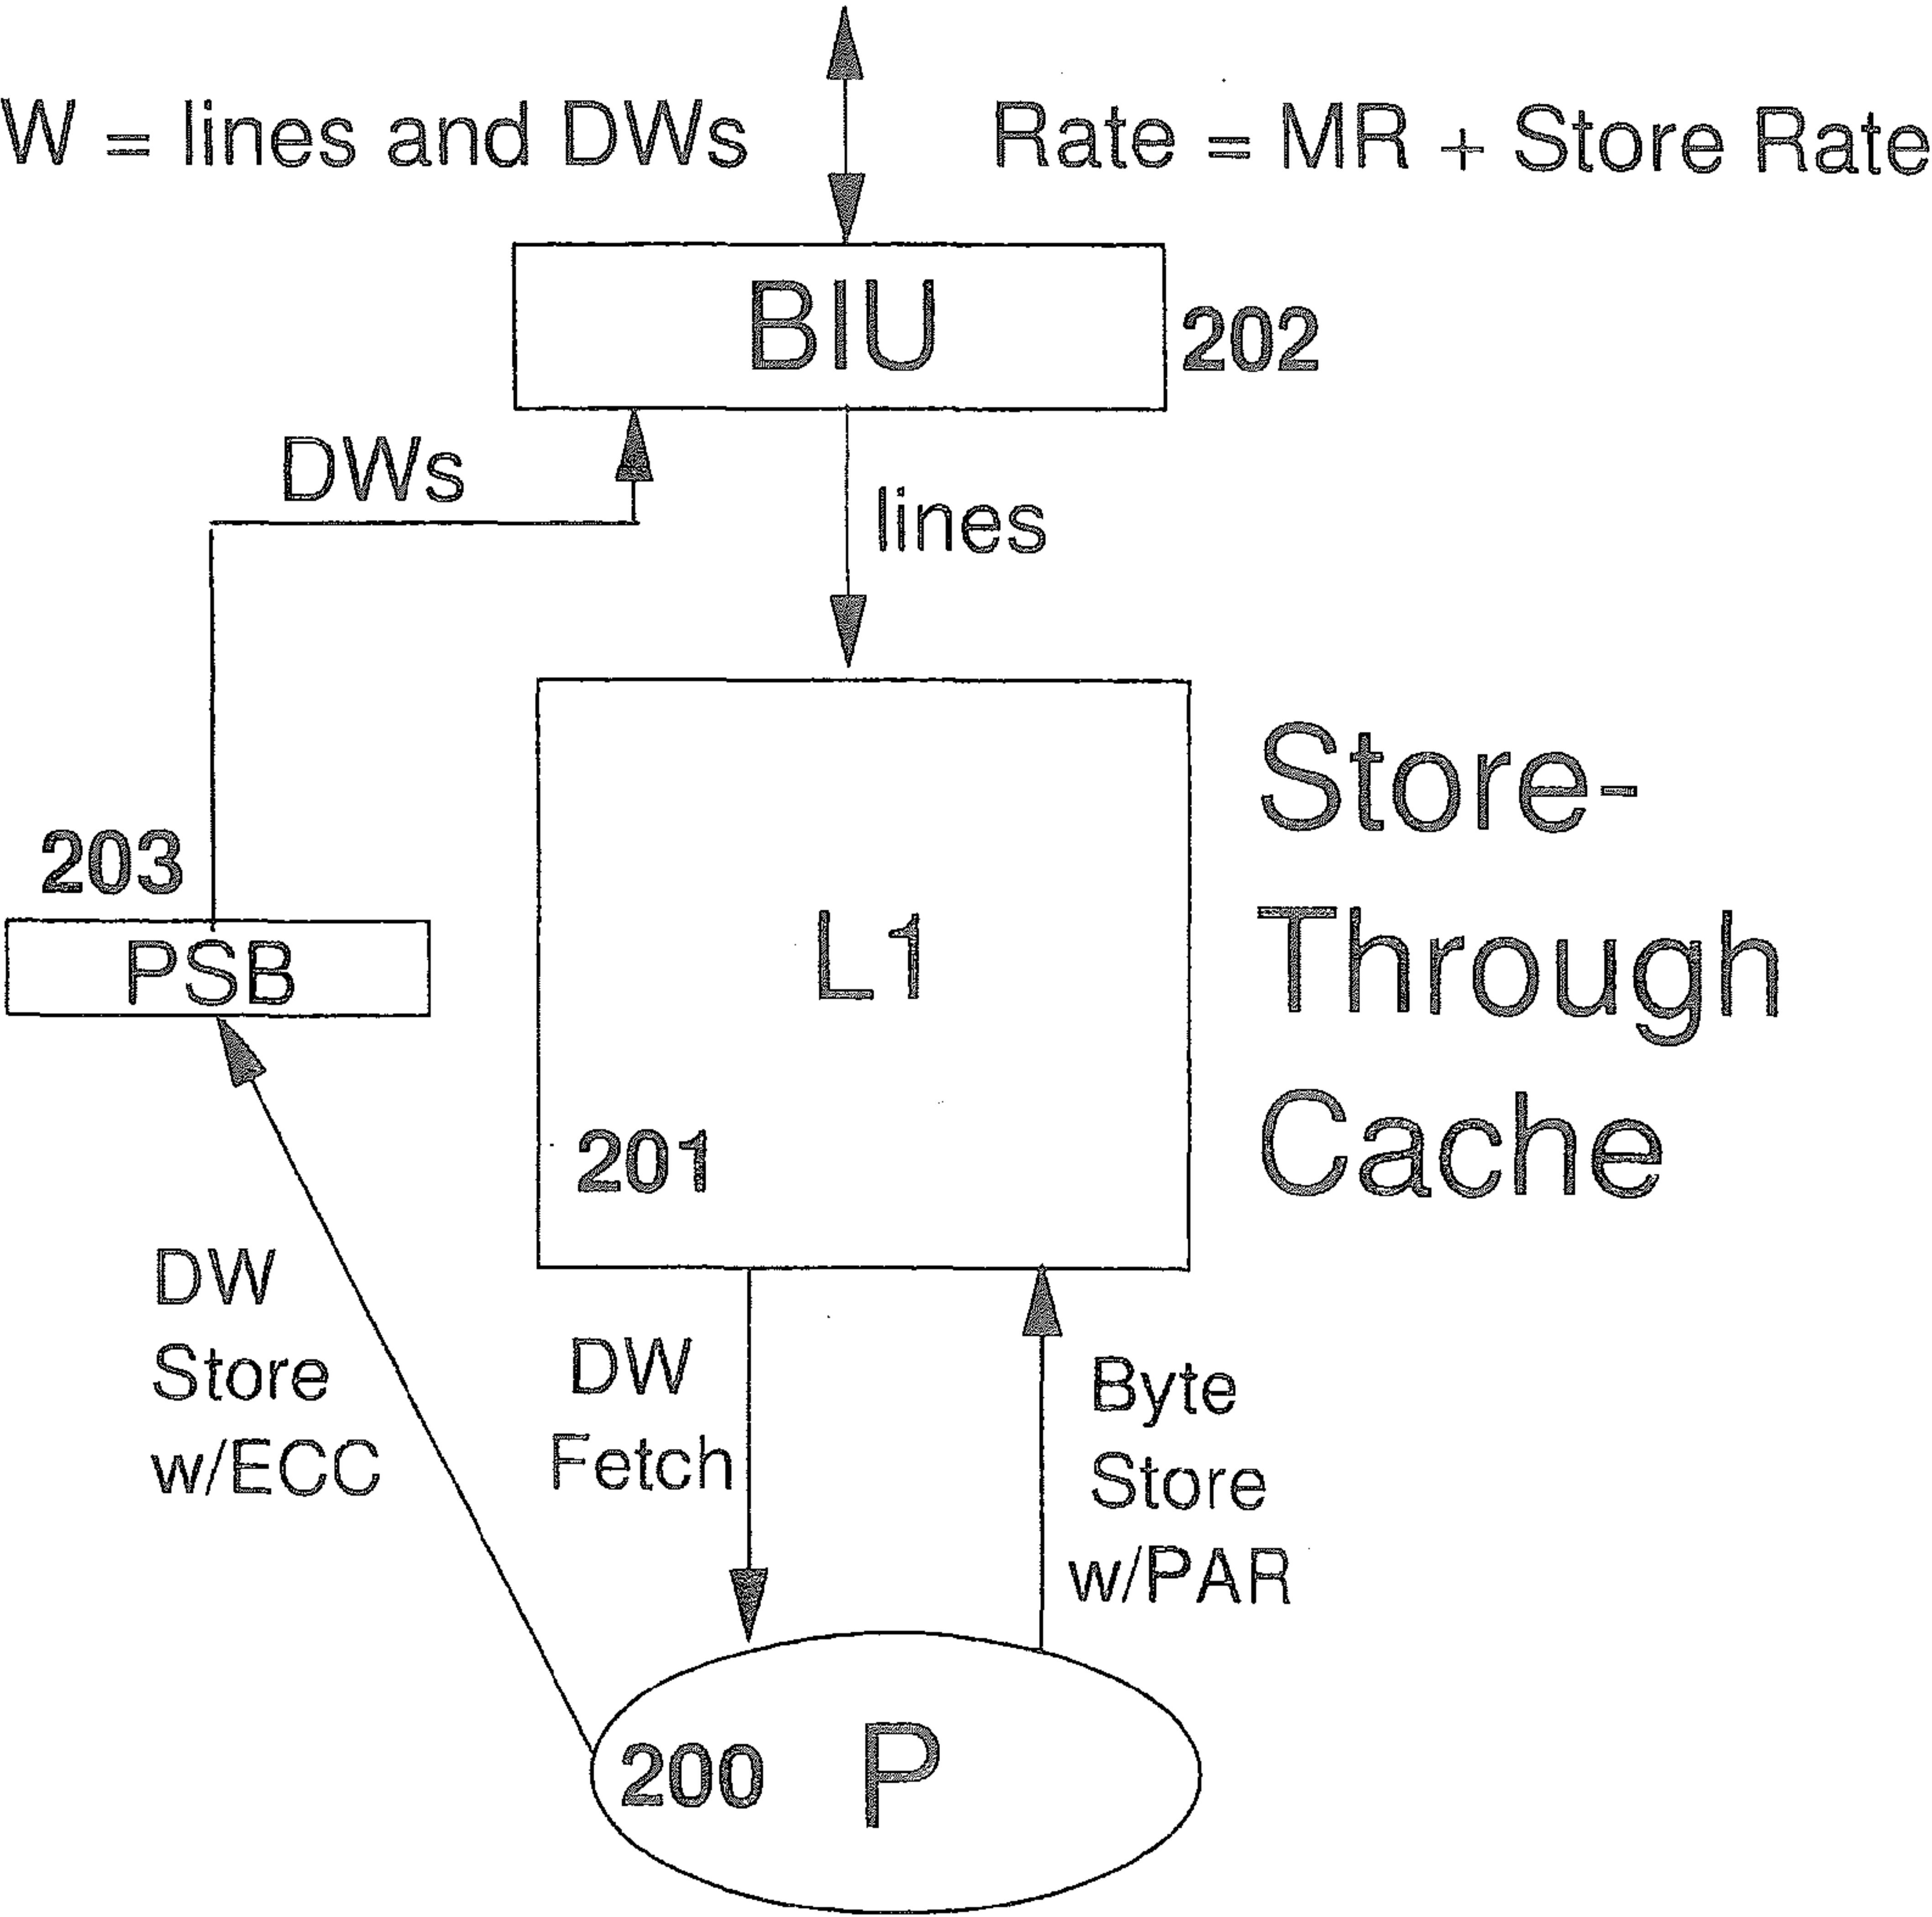 W = lines and DWs
Rate = MR + Store Rate
BIU
202
DWs
lines
203
PSB
L1
201
Store-
Through
Cache
DW
Store
w/ECC
DW
Fetch
Byte
Store
w/PAR
200
P